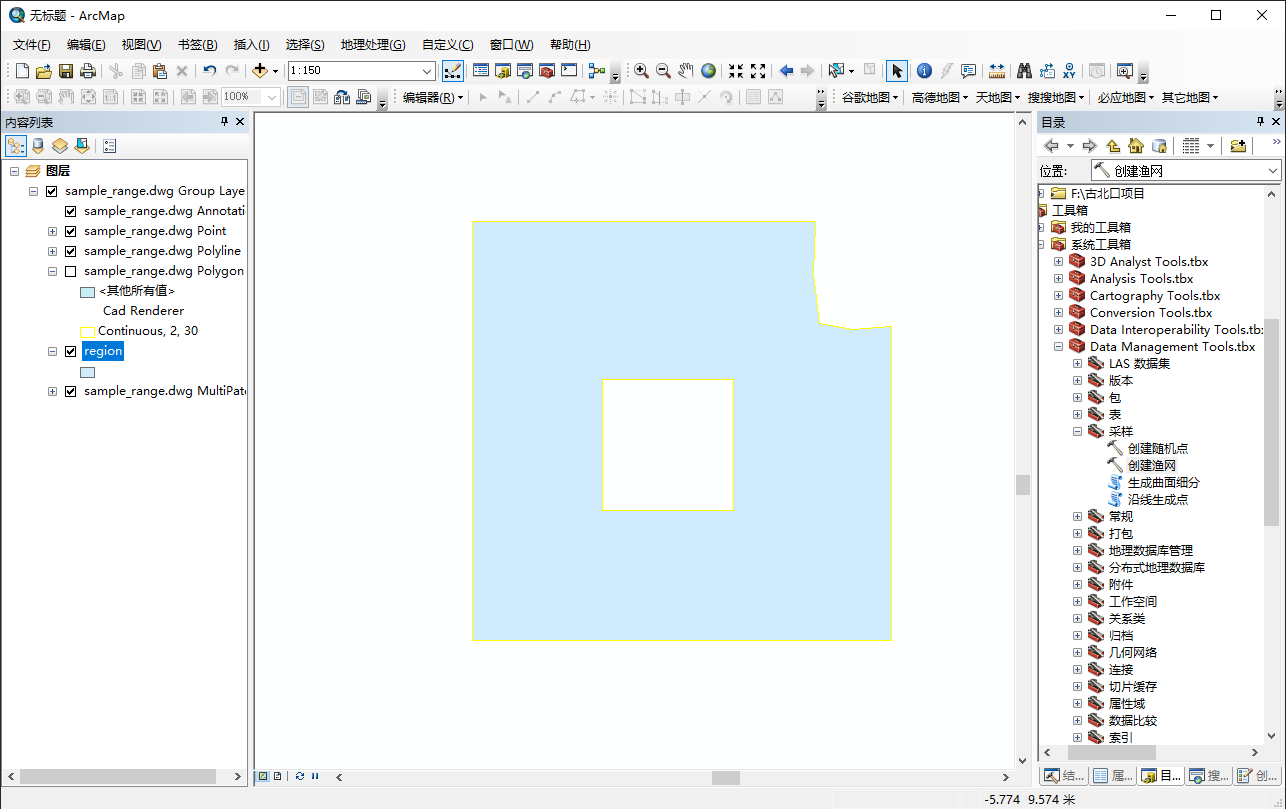 无标题 - ArcMap
文件(F) 编辑(E) 视图(V) 书签(B) 插入(I) 选择(S) 地理处理(G) 自定义(C) 窗口(W) 帮助(H)
1:150
100% 编辑器(R) 谷歌地图 高德地图 天地图 搜搜地图 必应地图 其它地图
内容列表
图层
sample_range.dwg Group Laye
sample_range.dwg Annotati
sample_range.dwg Point
sample_range.dwg Polyline
sample_range.dwg Polygon
<其他所有值>
Cad Renderer
Continuous, 2, 30
region
sample_range.dwg MultiPat
目录
位置: 创建渔网
F:\古北口项目
工具箱
我的工具箱
系统工具箱
3D Analyst Tools.tbx
Analysis Tools.tbx
Cartography Tools.tbx
Conversion Tools.tbx
Data Interoperability Tools.tb
Data Management Tools.tbx
LAS 数据集
版本
包
表
采样
创建随机点
创建渔网
生成曲面细分
沿线生成点
常规
打包
地理数据库管理
分布式地理数据库
附件
工作空间
关系类
归档
几何网络
连接
切片缓存
属性域
数据比较
索引
结... 属... 目... 搜... 创...
-5.774 9.574 米